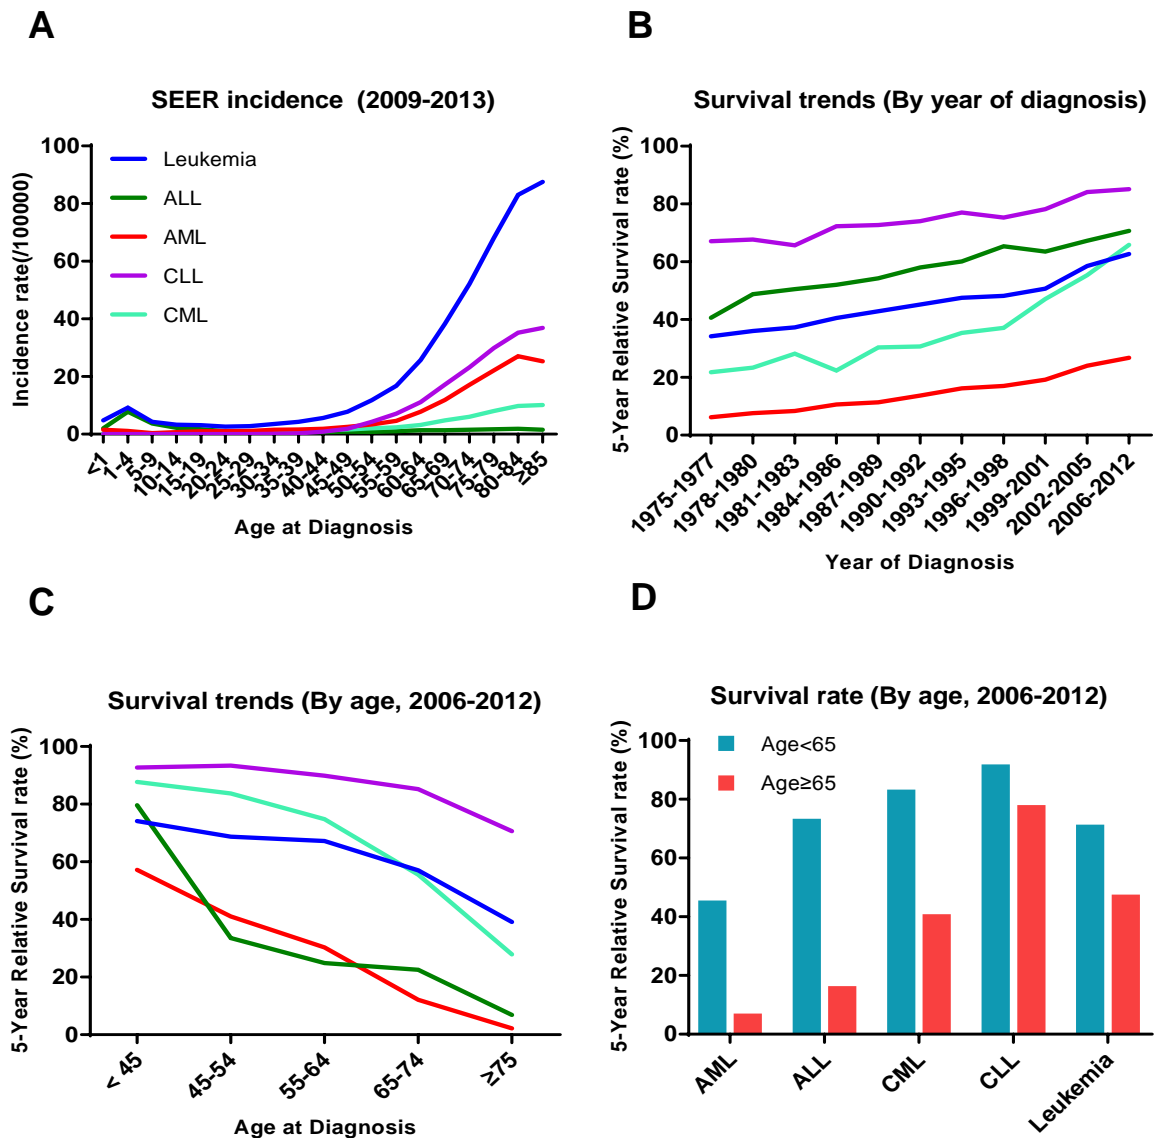 A
SEER incidence (2009-2013)
Incidence rate(/100000)
100
80
60
40
20
0
Leukemia
ALL
AML
CLL
CML
<1
1-4
5-9
10-14
15-19
20-24
25-29
30-34
35-39
40-44
45-49
50-54
55-59
60-64
65-69
70-74
75-79
80-84
≥85
Age at Diagnosis
B
Survival trends (By year of diagnosis)
5-Year Relative Survival rate (%)
100
80
60
40
20
0
1975-1977
1978-1980
1981-1983
1984-1986
1987-1989
1990-1992
1993-1995
1996-1998
1999-2001
2002-2005
2006-2012
Year of Diagnosis
C
Survival trends (By age, 2006-2012)
5-Year Relative Survival rate (%)
100
80
60
40
20
0
< 45
45-54
55-64
65-74
≥75
Age at Diagnosis
D
Survival rate (By age, 2006-2012)
5-Year Relative Survival rate (%)
100
80
60
40
20
0
Age<65
Age≥65
AML
ALL
CML
CLL
Leukemia